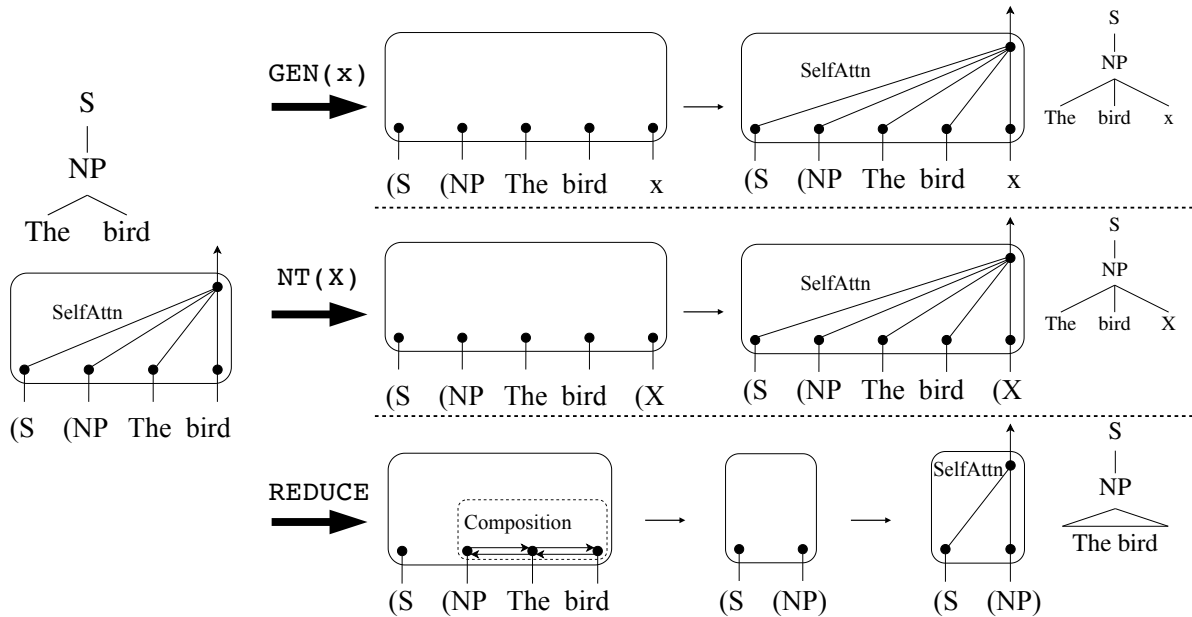 S
NP
The bird
SelfAttn
(S (NP The bird
GEN(x)
(S (NP The bird x
SelfAttn
(S (NP The bird x
S
NP
The bird x
NT(X)
(S (NP The bird (X
SelfAttn
(S (NP The bird (X
S
NP
The bird X
REDUCE
Composition
(S (NP The bird
(S (NP)
SelfAttn
(S (NP)
S
NP
The bird